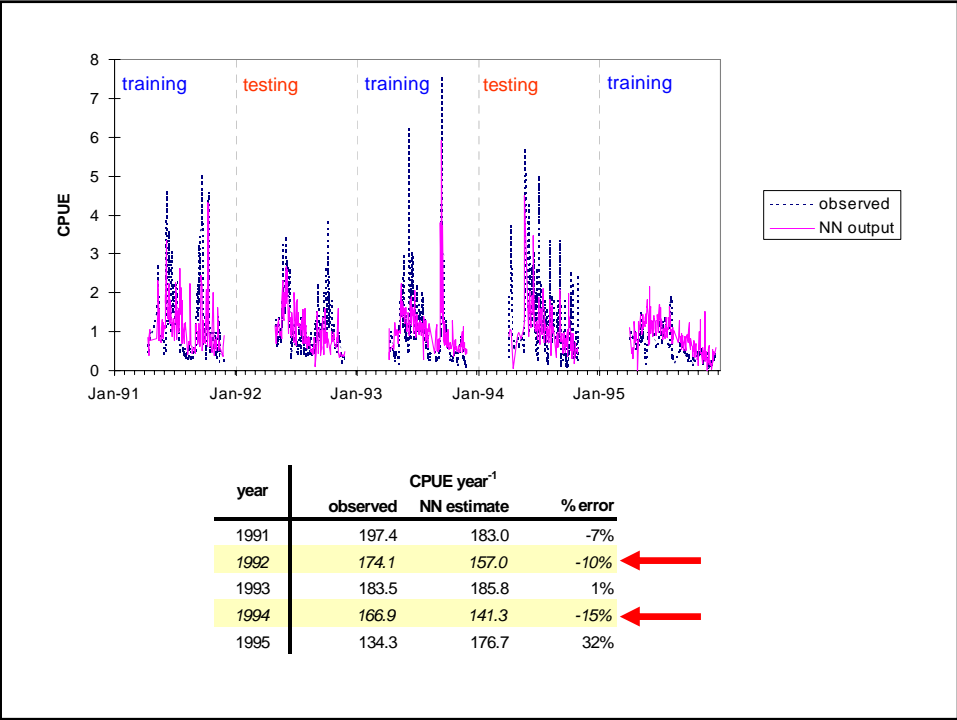 8
training testing training testing training
7
6
5
CPUE
4
3
2
1
0
Jan-91 Jan-92 Jan-93 Jan-94 Jan-95
observed
NN output
year CPUE year-1
observed NN estimate % error
1991 197.4 183.0 -7%
1992 174.1 157.0 -10%
1993 183.5 185.8 1%
1994 166.9 141.3 -15%
1995 134.3 176.7 32%